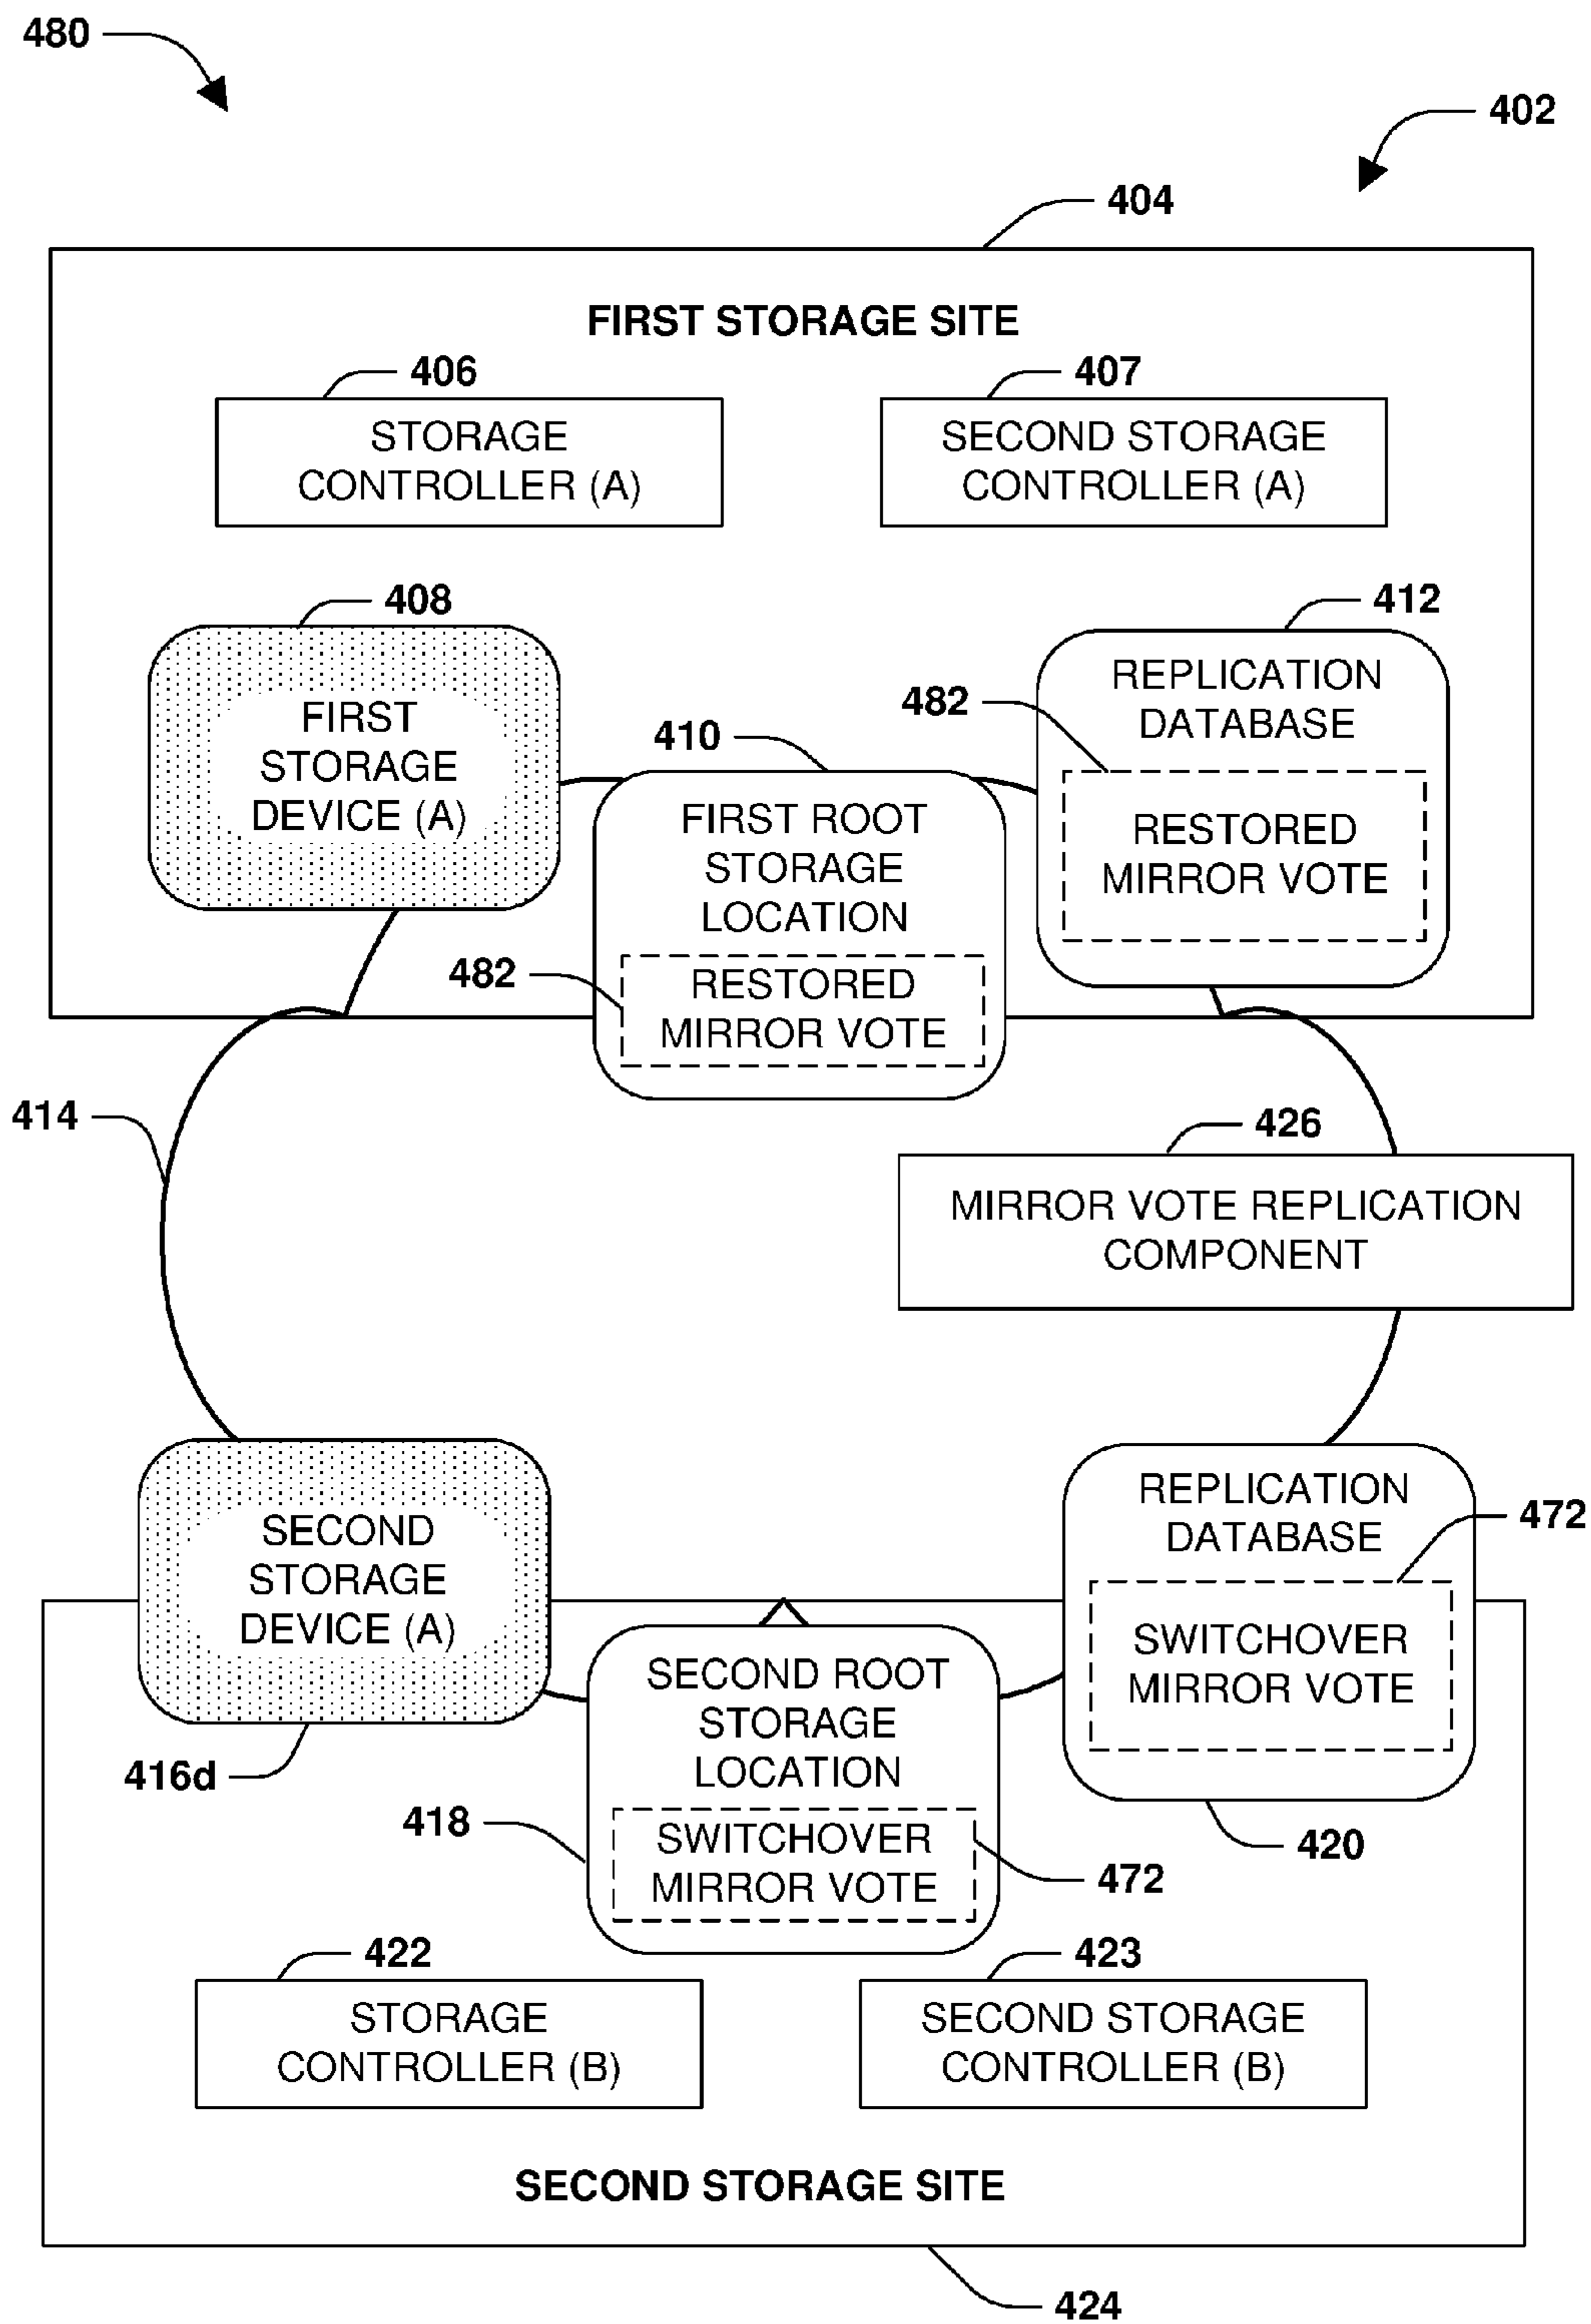 480
402
404
FIRST STORAGE SITE
406
407
STORAGE
CONTROLLER (A)
SECOND STORAGE
CONTROLLER (A)
408
412
FIRST
STORAGE
DEVICE (A)
482
REPLICATION
DATABASE
RESTORED
MIRROR VOTE
410
FIRST ROOT
STORAGE
LOCATION
482
RESTORED
MIRROR VOTE
414
426
MIRROR VOTE REPLICATION
COMPONENT
SECOND
STORAGE
DEVICE (A)
416d
REPLICATION
DATABASE
472
SWITCHOVER
MIRROR VOTE
420
SECOND ROOT
STORAGE
LOCATION
418
SWITCHOVER
MIRROR VOTE
472
422
423
STORAGE
CONTROLLER (B)
SECOND STORAGE
CONTROLLER (B)
SECOND STORAGE SITE
424